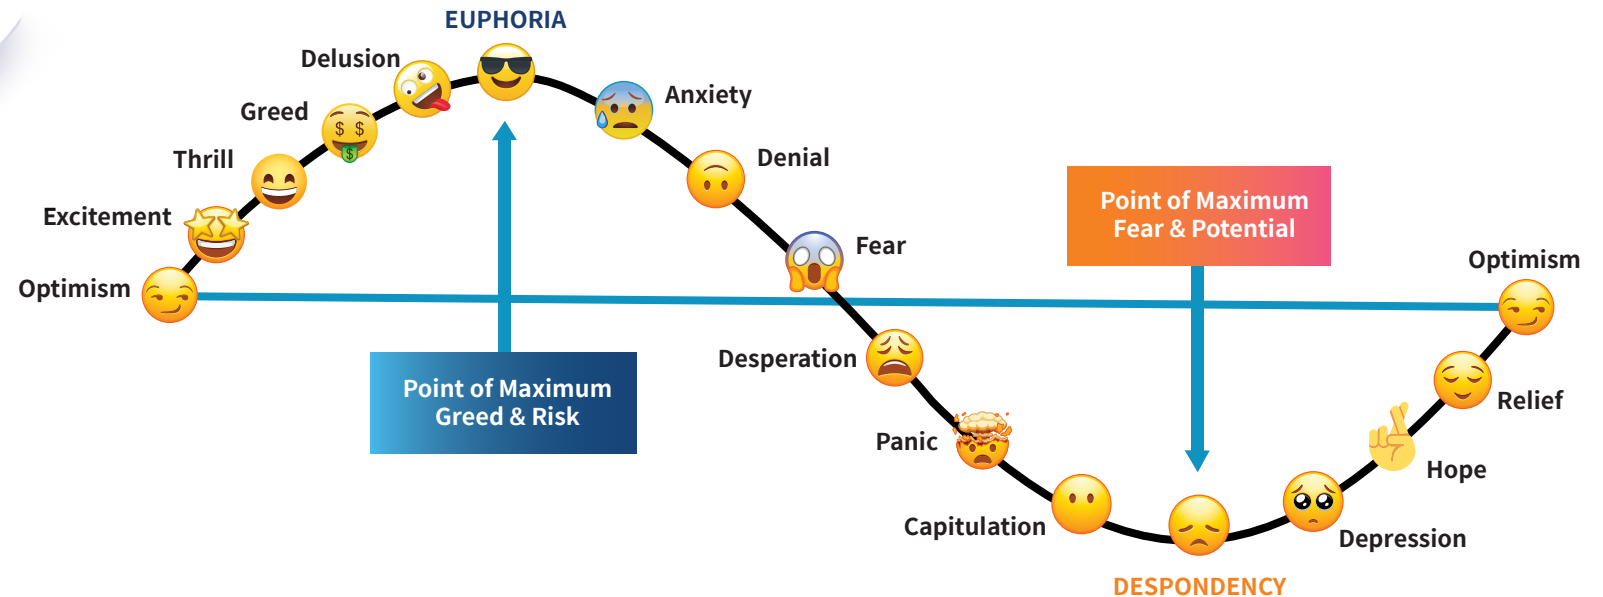 EUPHORIA
Delusion
Anxiety
Greed
Denial
Thrill
Excitement
Fear
Optimism
Point of Maximum
Greed & Risk
Point of Maximum
Fear & Potential
Optimism
Desperation
Panic
Relief
Hope
Capitulation
Depression
DESPONDENCY
$ $
$